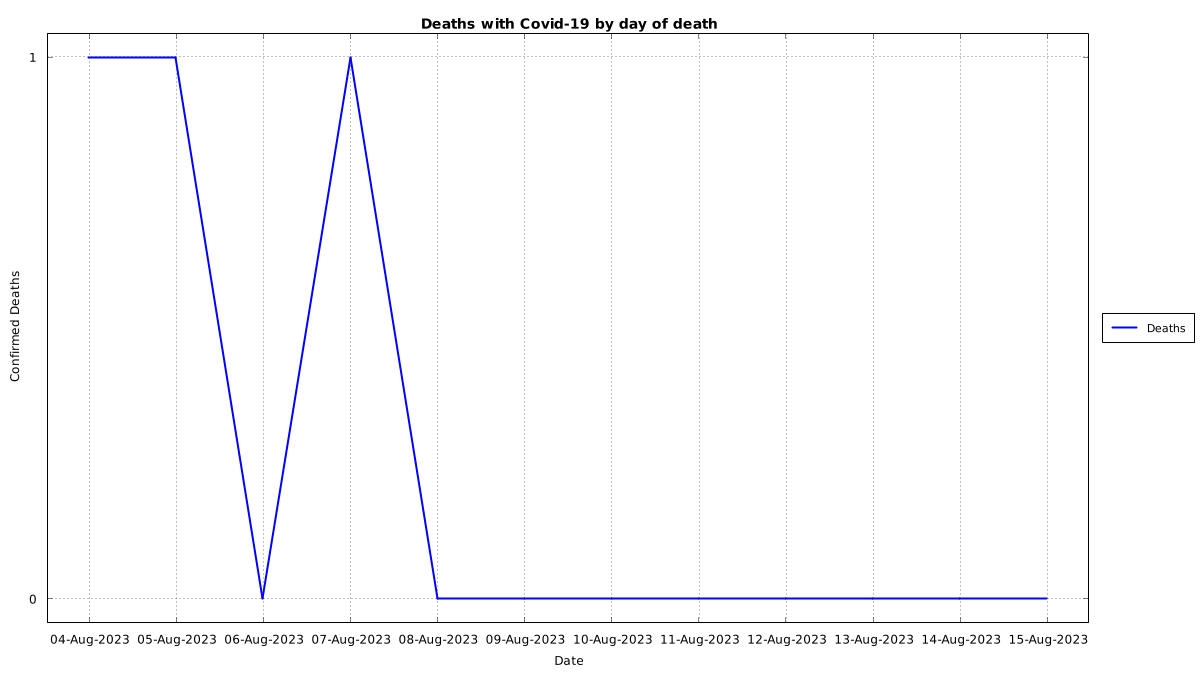 Deaths with Covid-19 by day of death
1
0
Confirmed Deaths
04-Aug-2023 05-Aug-2023 06-Aug-2023 07-Aug-2023 08-Aug-2023 09-Aug-2023 10-Aug-2023 11-Aug-2023 12-Aug-2023 13-Aug-2023 14-Aug-2023 15-Aug-2023
Date
Deaths